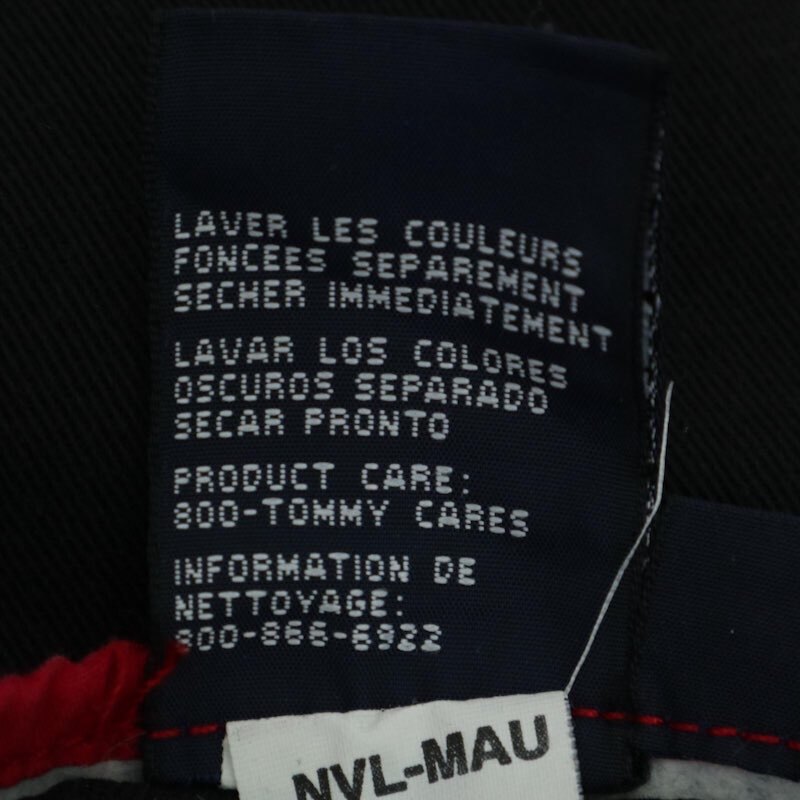 LAVER LES COULEURS
FONCEES SEPAREMENT
SECHER IMMEDIATEMENT
LAVAR LOS COLORES
OSCUROS SEPARADO
SECAR PRONTO
PRODUCT CARE:
800-TOMMY CARES
INFORMATION DE
NETTOYAGE:
800-866-6922
NVL-MAU